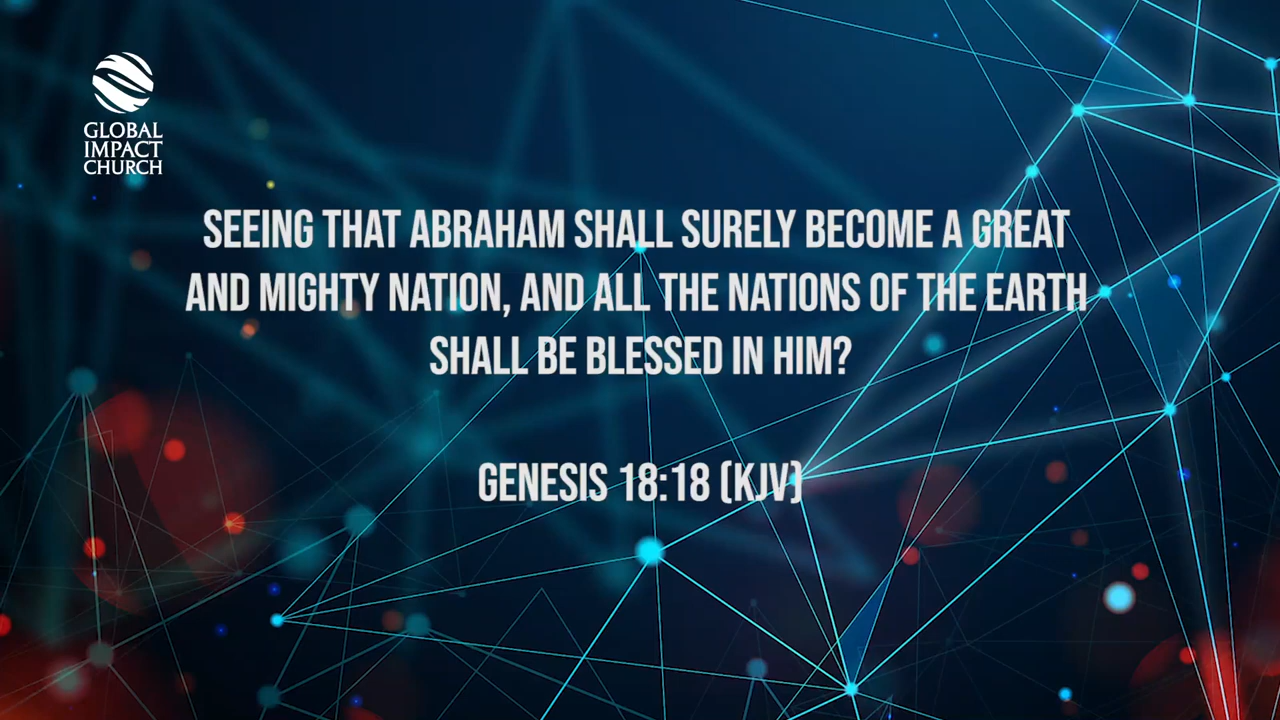 GLOBAL
IMPACT
CHURCH
SEEING THAT ABRAHAM SHALL SURELY BECOME A GREAT
AND MIGHTY NATION, AND ALL THE NATIONS OF THE EARTH
SHALL BE BLESSED IN HIM?
GENESIS 18:18 (KJV)